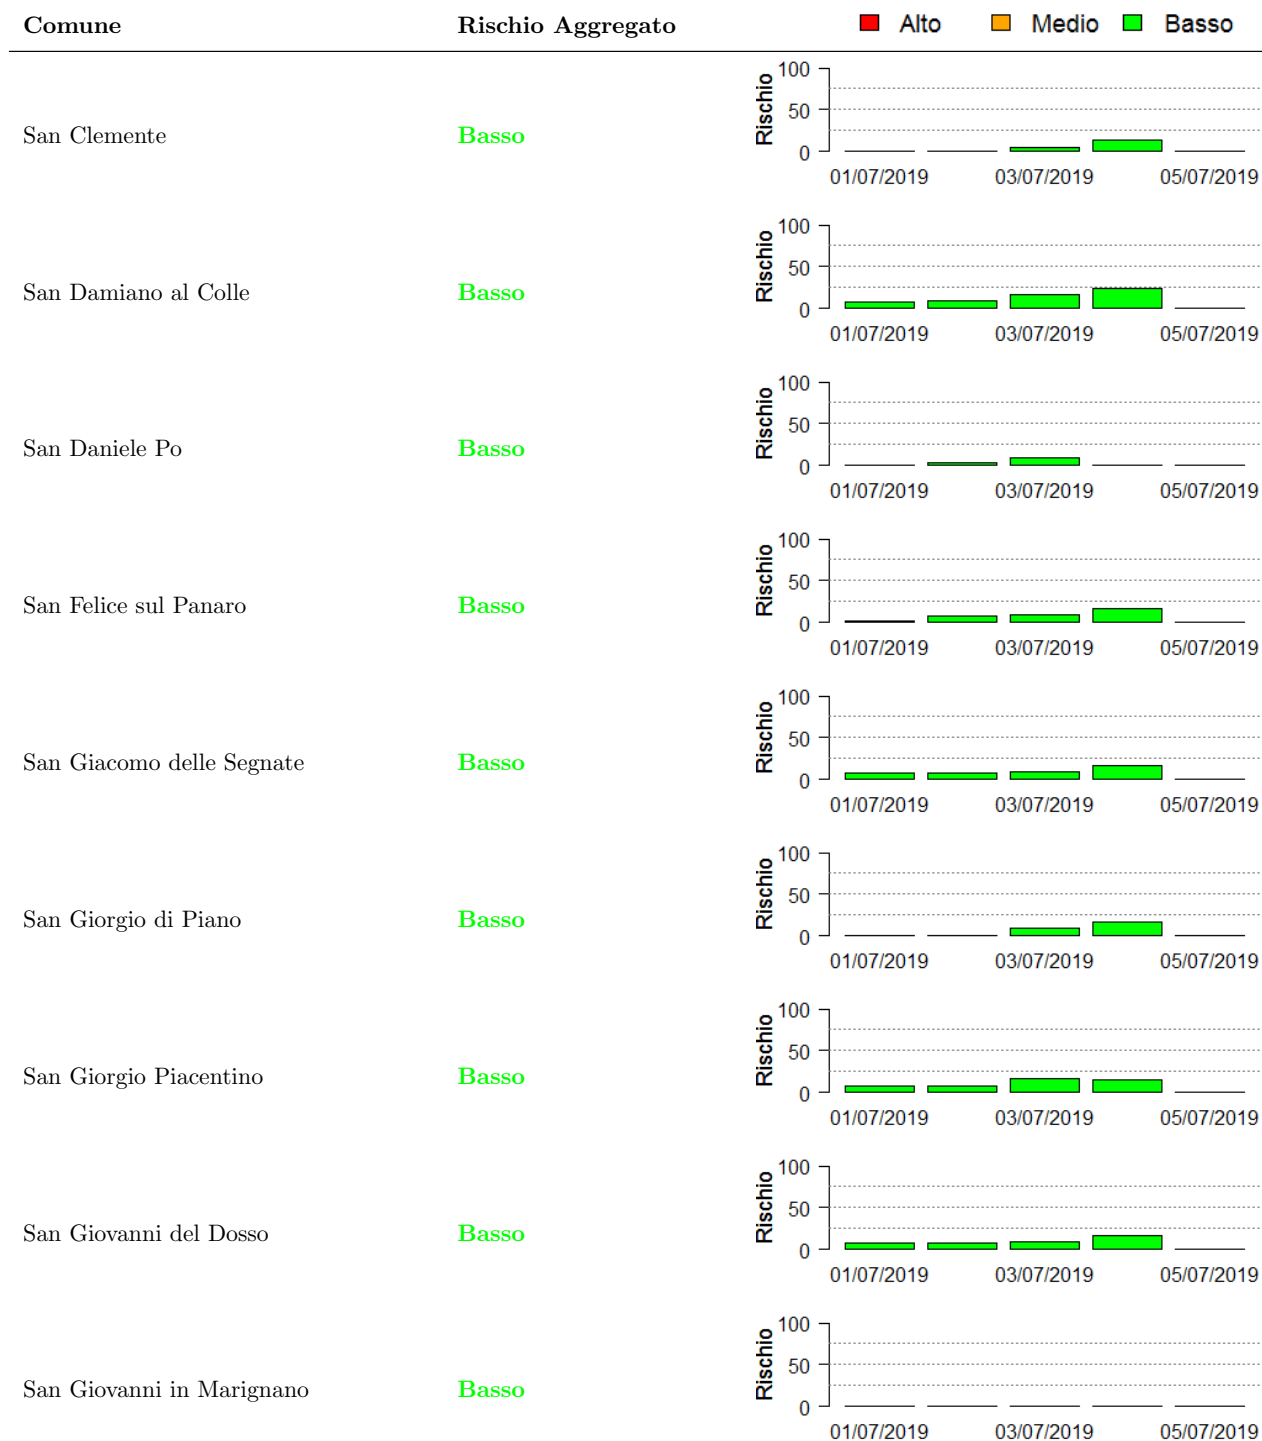 Comune Rischio Aggregato Alto Medio Basso
San Clemente Basso
Rischio
100
50
0
01/07/2019 03/07/2019 05/07/2019
San Damiano al Colle Basso
Rischio
100
50
0
01/07/2019 03/07/2019 05/07/2019
San Daniele Po Basso
Rischio
100
50
0
01/07/2019 03/07/2019 05/07/2019
San Felice sul Panaro Basso
Rischio
100
50
0
01/07/2019 03/07/2019 05/07/2019
San Giacomo delle Segnate Basso
Rischio
100
50
0
01/07/2019 03/07/2019 05/07/2019
San Giorgio di Piano Basso
Rischio
100
50
0
01/07/2019 03/07/2019 05/07/2019
San Giorgio Piacentino Basso
Rischio
100
50
0
01/07/2019 03/07/2019 05/07/2019
San Giovanni del Dosso Basso
Rischio
100
50
0
01/07/2019 03/07/2019 05/07/2019
San Giovanni in Marignano Basso
Rischio
100
50
0
01/07/2019 03/07/2019 05/07/2019